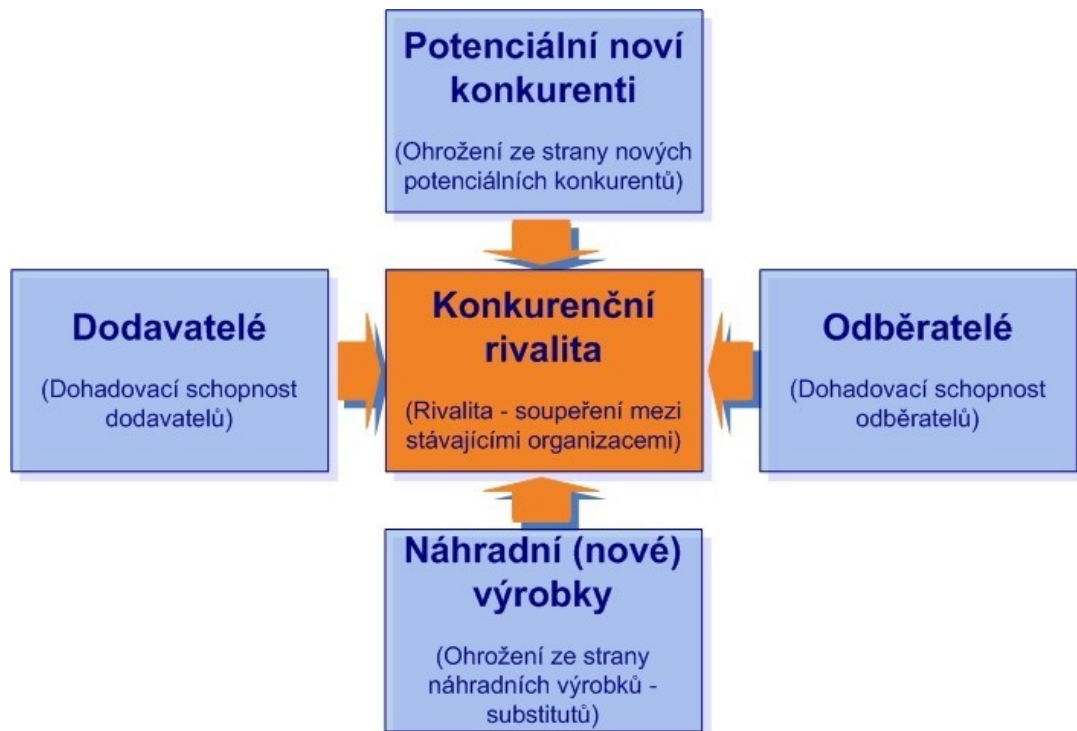 Potenciální noví
konkurenti
(Ohrožení ze strany nových
potenciálních konkurentů)
Dodavatelé
(Dohadovací schopnost
dodavatelů)
Konkurenční
rivalita
(Rivalita - soupeření mezi
stávajícími organizacemi)
Odběratelé
(Dohadovací schopnost
odběratelů)
Náhradní (nové)
výrobky
(Ohrožení ze strany
náhradních výrobků -
substitutů)